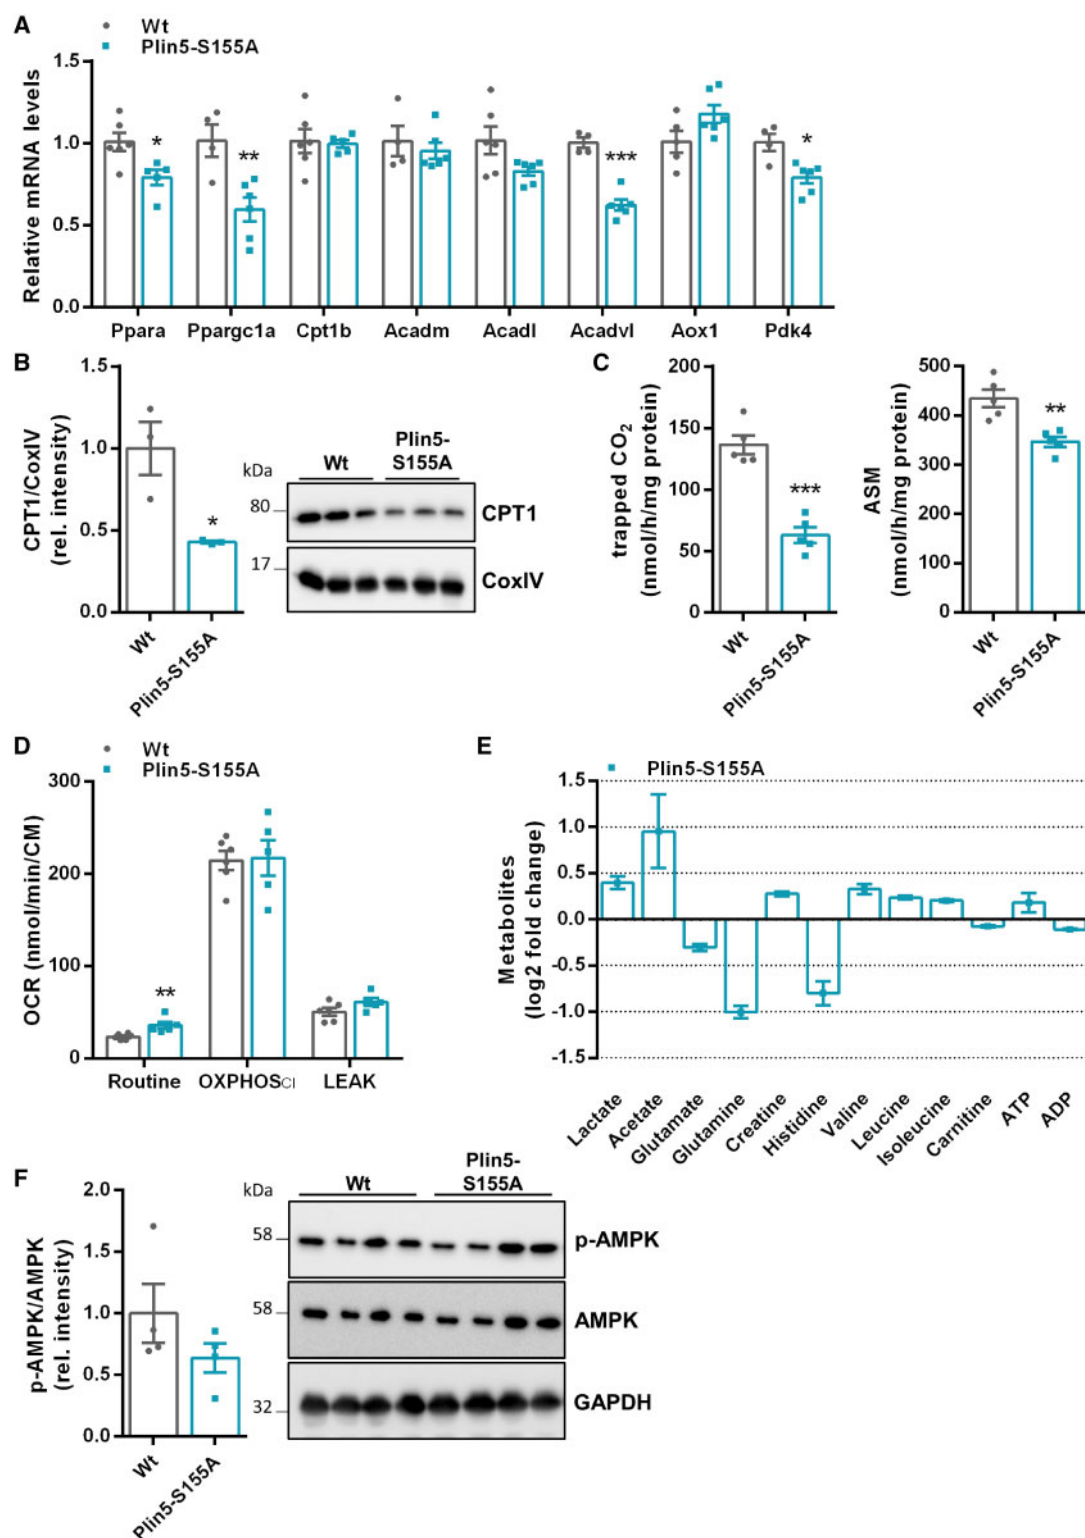 A
Wt
Plin5-S155A
Relative mRNA levels
1.5
1.0
0.5
0.0
*
**
***
*
Ppara
Ppargc1a
Cpt1b
Acadm
Acadl
Acadvl
Aox1
Pdk4
B
CPT1/CoxIV
(rel. intensity)
1.5
1.0
0.5
0.0
*
Wt
Plin5-S155A
kDa
Wt
Plin5-
S155A
80
CPT1
17
CoxIV
C
trapped CO2
(nmol/h/mg protein)
200
150
100
50
0
***
Wt
Plin5-S155A
ASM
(nmol/h/mg protein)
500
400
300
200
100
0
**
Wt
Plin5-S155A
D
Wt
Plin5-S155A
OCR (nmol/min/CM)
300
200
100
0
**
Routine
OXPHOSCI
LEAK
E
Plin5-S155A
Metabolites
(log2 fold change)
1.5
1.0
0.5
0.0
-0.5
-1.0
-1.5
Lactate
Acetate
Glutamate
Glutamine
Creatine
Histidine
Valine
Leucine
Isoleucine
Carnitine
ATP
ADP
F
p-AMPK/AMPK
(rel. intensity)
2.0
1.5
1.0
0.5
0.0
Wt
Plin5-S155A
kDa
Wt
Plin5-
S155A
58
p-AMPK
58
AMPK
32
GAPDH